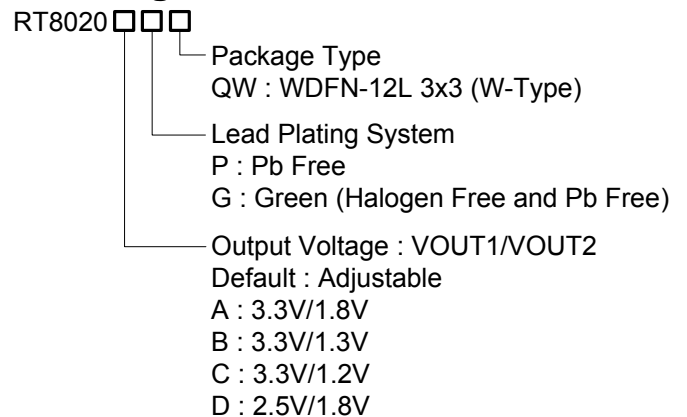 RT8020
Package Type
QW : WDFN-12L 3x3 (W-Type)
Lead Plating System
P : Pb Free
G : Green (Halogen Free and Pb Free)
Output Voltage : VOUT1/VOUT2
Default : Adjustable
A : 3.3V/1.8V
B : 3.3V/1.3V
C : 3.3V/1.2V
D : 2.5V/1.8V